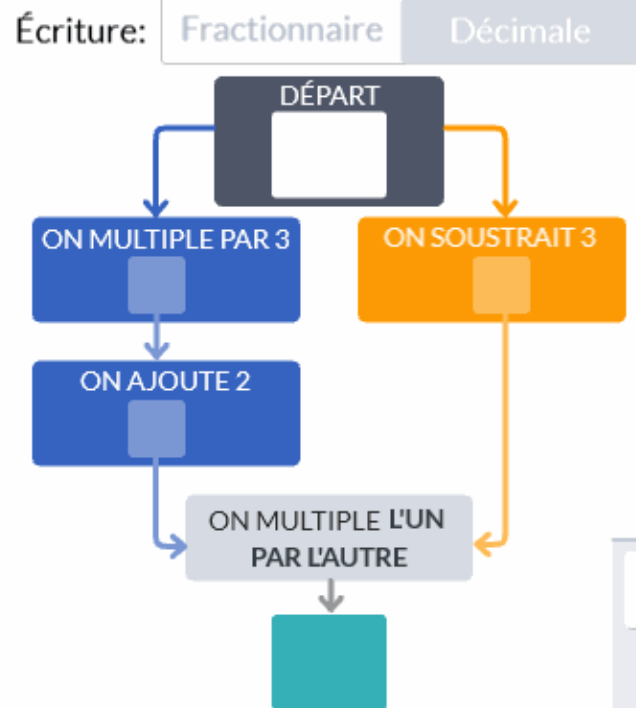 Écriture: Fractionnaire Décimale
DÉPART
ON MULTIPLE PAR 3
ON SOUSTRAIT 3
ON AJOUTE 2
ON MULTIPLE L'UN
PAR L'AUTRE